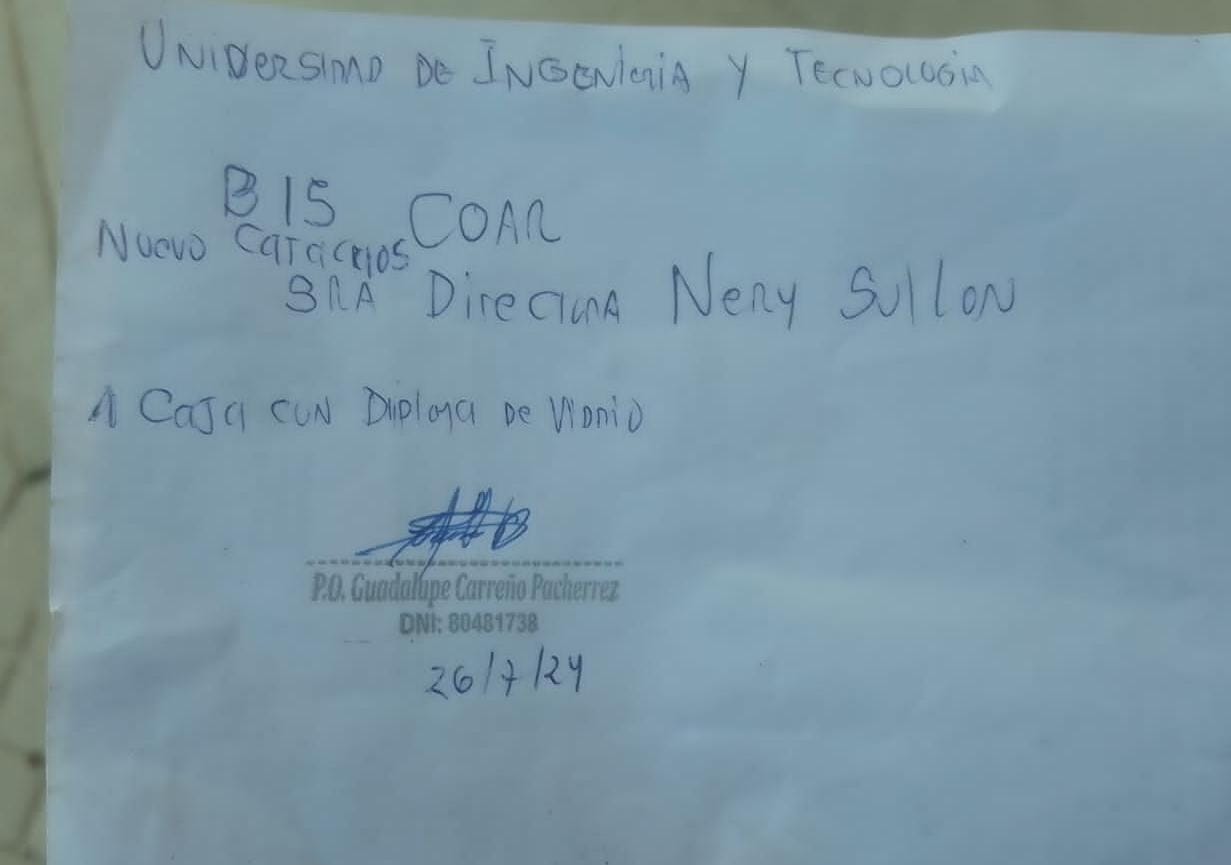 UNIVERSIDAD DE INGENIERIA Y TECNOLOGIA
B 15 COAR
NUEVO CATACAOS
SRA Directora Nery Sullon
1 Caja con Diploma de Vidrio
P.O. Guadalupe Carreño Pacherrez
DNI: 80481738
26/7/24